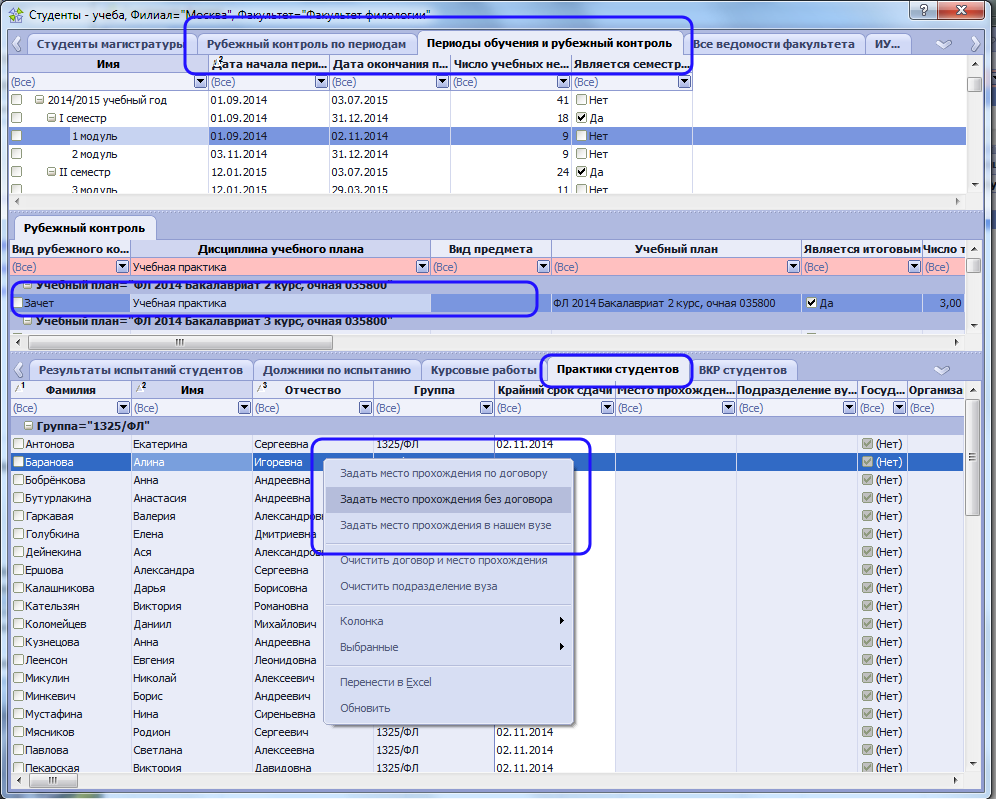 Студенты - учеба, Филиал="Москва", Факультет="Факультет филологии"
Студенты магистратуры Рубежный контроль по периодам Периоды обучения и рубежный контроль Все ведомости факультета ИУ...
Имя 2 Дата начала пери... Дата окончания п... Число учебных не... Является семестр...
(Все) (Все) (Все) (Все) (Все)
2014/2015 учебный год 01.09.2014 03.07.2015 41 Нет
I семестр 01.09.2014 31.12.2014 18 Да
1 модуль 01.09.2014 02.11.2014 9 Нет
2 модуль 03.11.2014 31.12.2014 9 Нет
II семестр 12.01.2015 03.07.2015 24 Да
3 модуль 12.01.2015 29.03.2015 11 Нет
Рубежный контроль
Вид рубежного ко... Дисциплина учебного плана Вид предмета Учебный план Является итоговым Число т
(Все) Учебная практика (Все) (Все) (Все) (Все)
Учебный план="ФЛ 2014 Бакалавриат 2 курс, очная 035800"
Зачет Учебная практика ФЛ 2014 Бакалавриат 2 курс, очная 035800 Да 3,00
Учебный план="ФЛ 2014 Бакалавриат 3 курс, очная 035800"
Результаты испытаний студентов Должники по испытанию Курсовые работы Практики студентов ВКР студентов
1 Фамилия 2 Имя 3 Отчество Группа Крайний срок сдачи Место прохожден... Подразделение ву... Госуд... Организа
(Все) (Все) (Все) (Все) (Все) (Все) (Все) (Все) (Все)
Группа="1325/ФЛ"
Антонова Екатерина Сергеевна 1325/ФЛ 02.11.2014 (Нет)
Баранова Алина Игоревна (Нет)
Бобрёнкова Анна Андреевна (Нет)
Бутурлакина Анастасия Андреевна (Нет)
Гаркавая Валерия Александров (Нет)
Голубкина Елена Дмитриевна (Нет)
Дейнекина Ася Александров (Нет)
Ершова Александра Сергеевна (Нет)
Калашникова Дарья Борисовна (Нет)
Кательзян Виктория Романовна (Нет)
Коломейцев Даниил Михайлович (Нет)
Кузнецова Анна Андреевна (Нет)
Леенсон Евгения Леонидовна (Нет)
Микулин Николай Алексеевич (Нет)
Минкевич Борис Андреевич (Нет)
Мустафина Нина Сиреньевна (Нет)
Мясников Родион Сергеевич 1325/ФЛ 02.11.2014 (Нет)
Павлова Светлана Алексеевна 1325/ФЛ 02.11.2014 (Нет)
Пекарская Виктория Давидовна 1325/ФЛ 02.11.2014 (Нет)
Задать место прохождения по договору
Задать место прохождения без договора
Задать место прохождения в нашем вузе
Очистить договор и место прохождения
Очистить подразделение вуза
Колонка
Выбранные
Перенести в Excel
Обновить